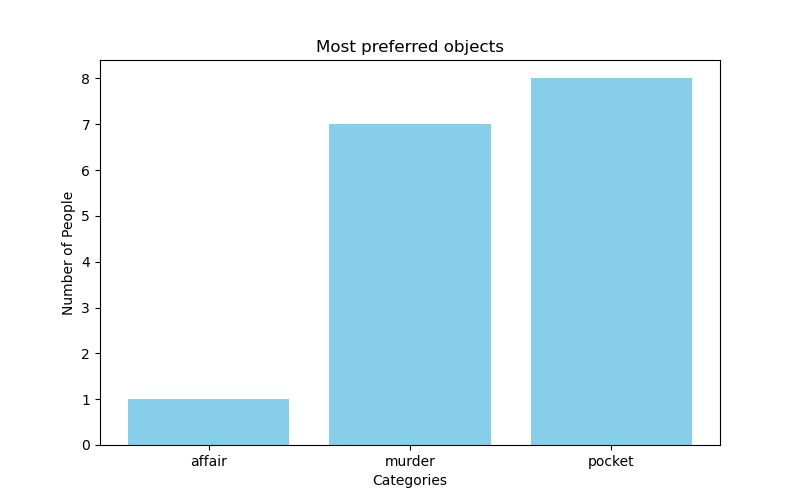 Most preferred objects
8
7
6
5
4
3
2
1
0
Number of People
affair murder pocket
Categories